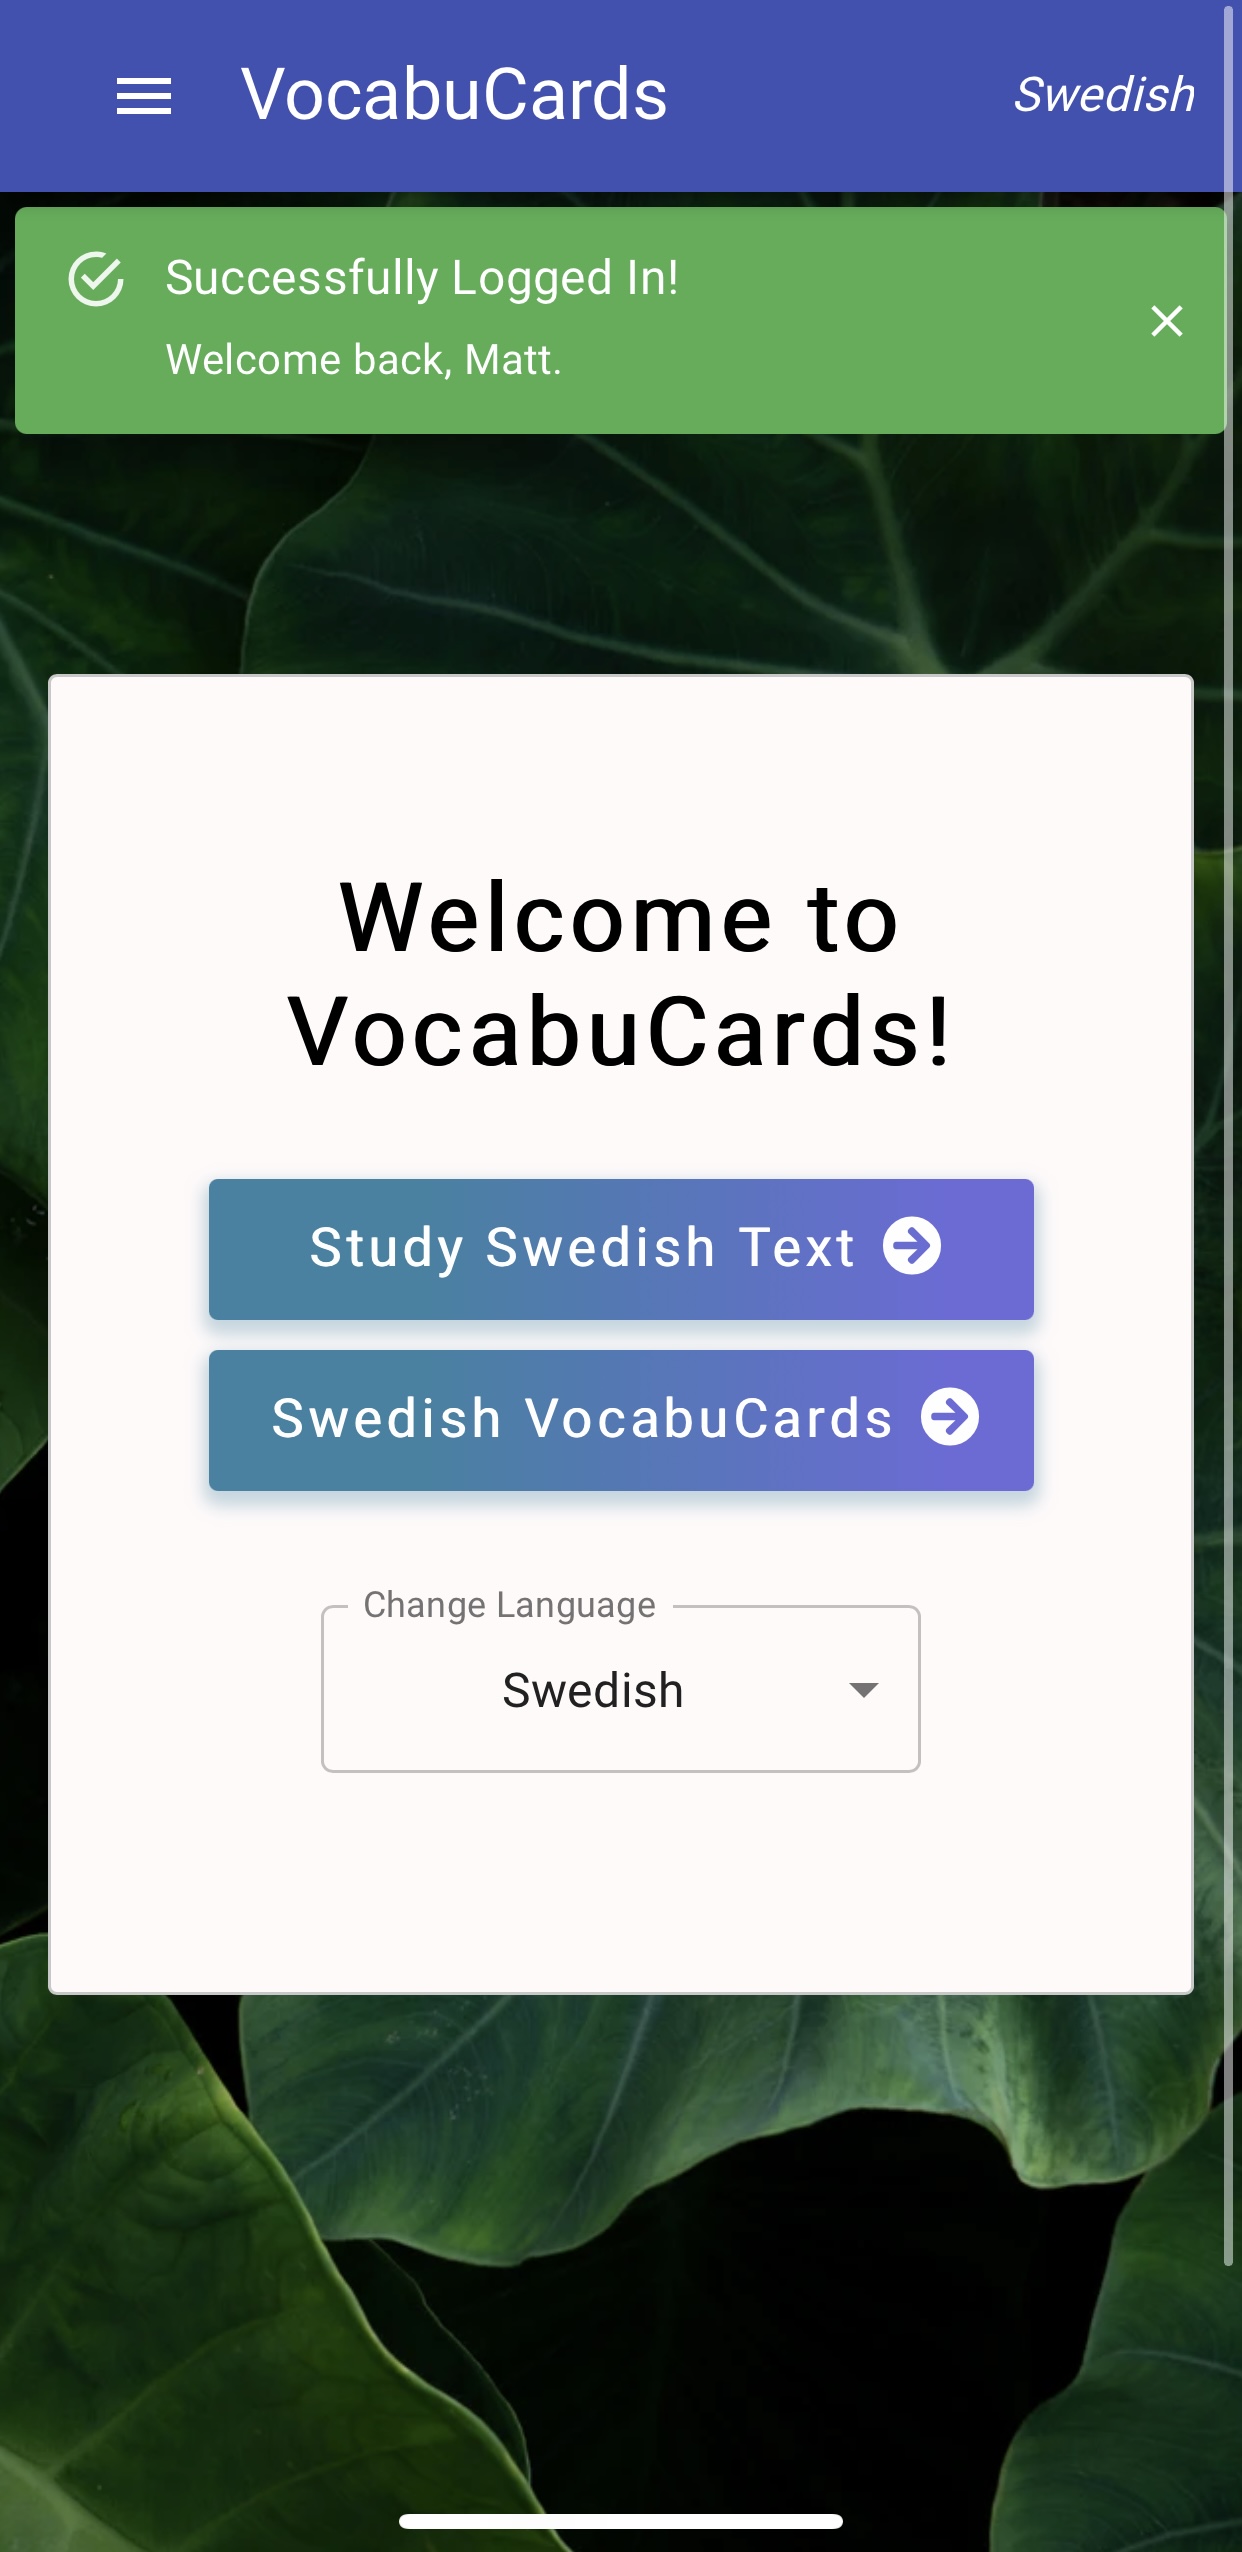 VocabuCards
Swedish
Successfully Logged In!
Welcome back, Matt.
Welcome to
VocabuCards!
Study Swedish Text
Swedish VocabuCards
Change Language
Swedish